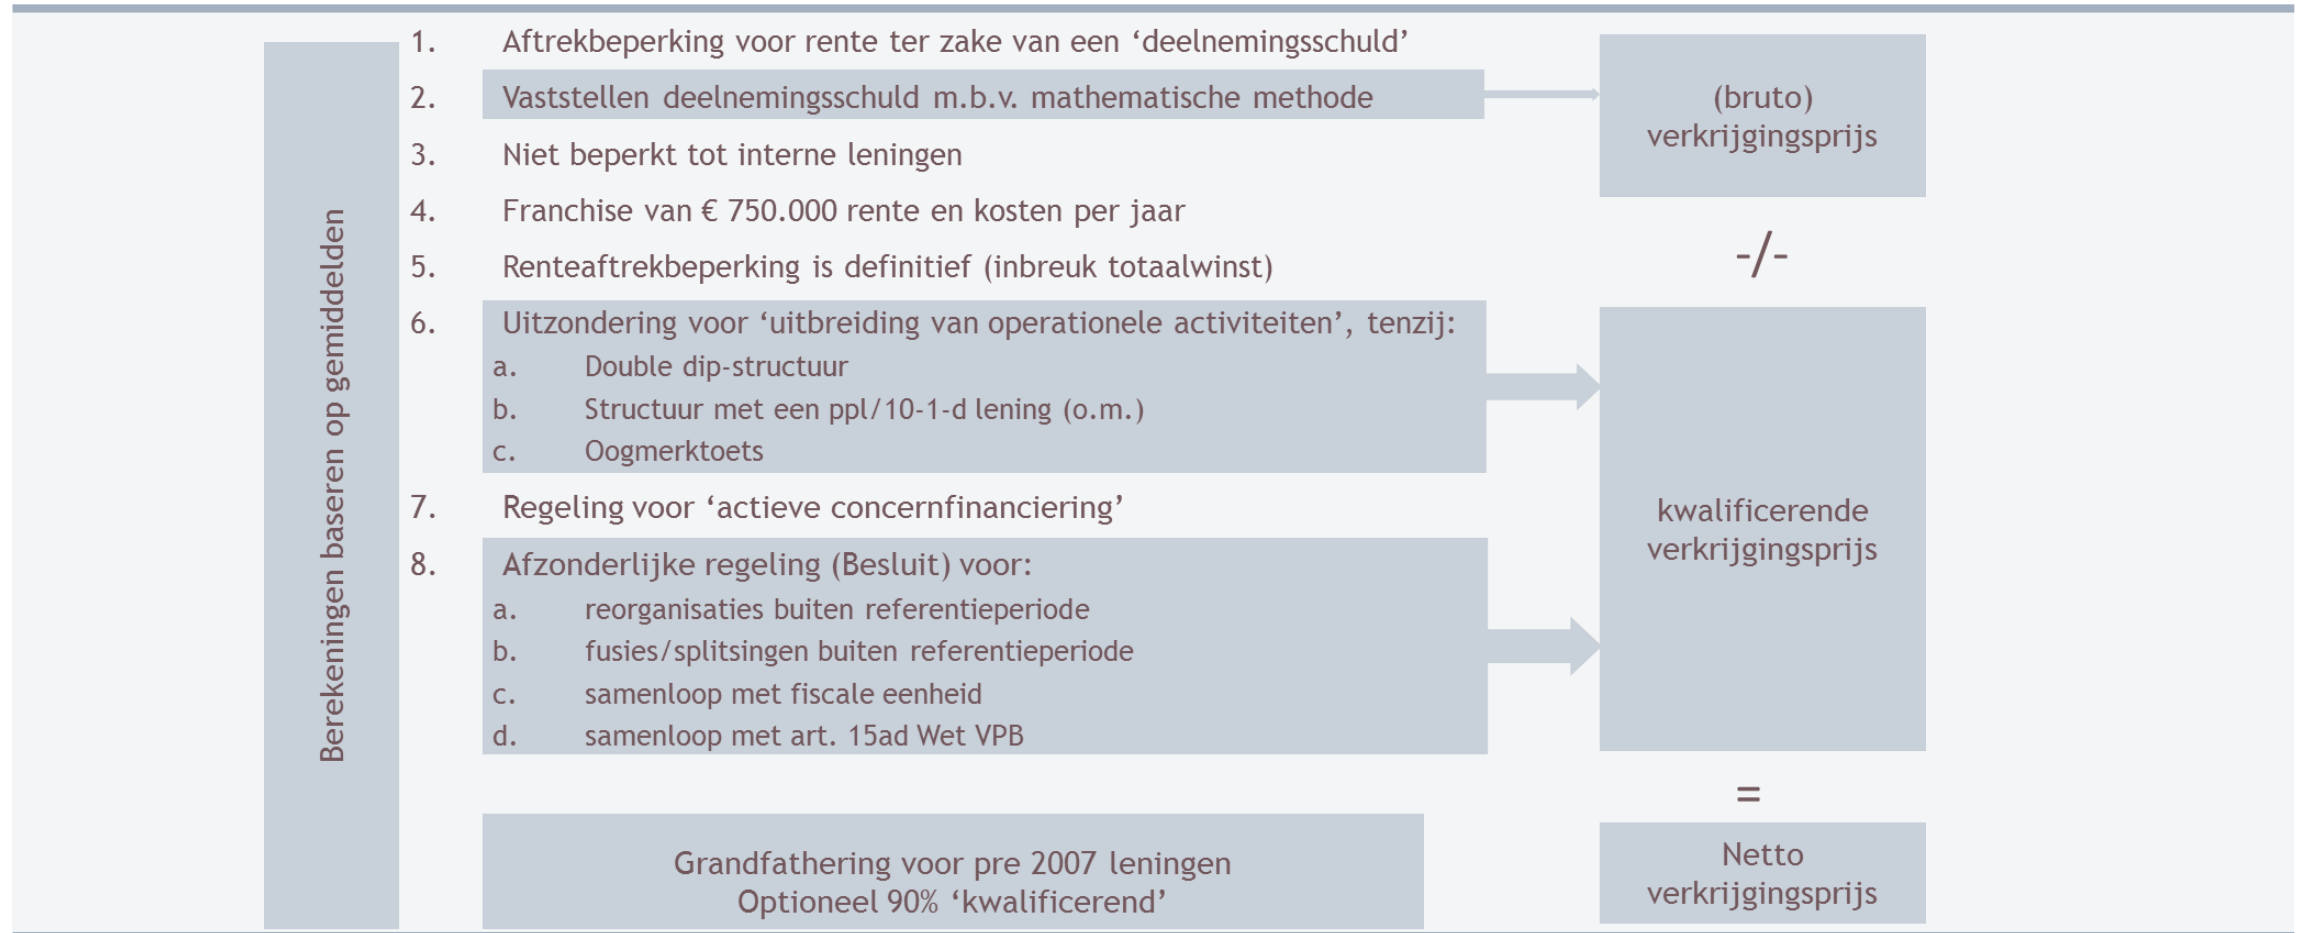 Berekeningen baseren op gemiddelden
1. Aftrekbeperking voor rente ter zake van een ‘deelnemingsschuld’
2. Vaststellen deelnemingsschuld m.b.v. mathematische methode
3. Niet beperkt tot interne leningen
4. Franchise van € 750.000 rente en kosten per jaar
5. Renteaftrekbeperking is definitief (inbreuk totaalwinst)
6. Uitzondering voor ‘uitbreiding van operationele activiteiten’, tenzij:
a. Double dip-structuur
b. Structuur met een ppl/10-1-d lening (o.m.)
c. Oogmerktoets
7. Regeling voor ‘actieve concernfinanciering’
8. Afzonderlijke regeling (Besluit) voor:
a. reorganisaties buiten referentieperiode
b. fusies/splitsingen buiten referentieperiode
c. samenloop met fiscale eenheid
d. samenloop met art. 15ad Wet VPB
Grandfathering voor pre 2007 leningen
Optioneel 90% ‘kwalificerend’
(bruto)
verkrijgingsprijs
-/-
kwalificerende
verkrijgingsprijs
=
Netto
verkrijgingsprijs